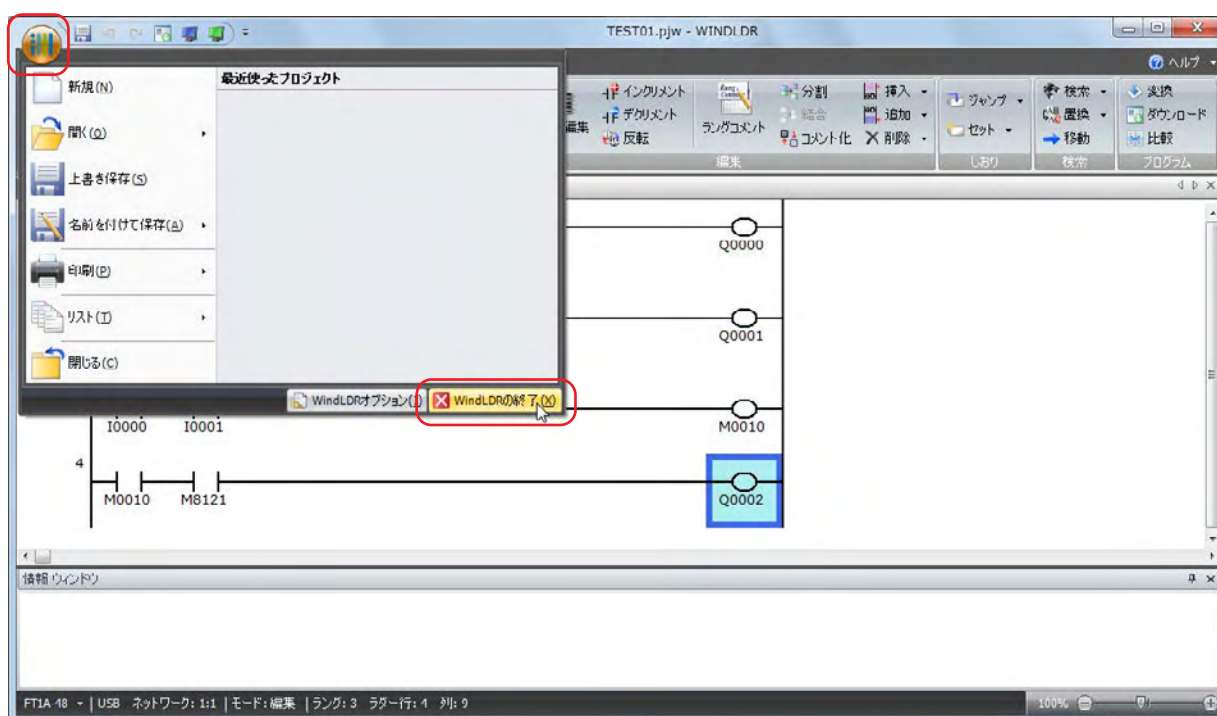 TEST01.pjw - WINDLDR
ヘルプ
新規(N)
最近使ったプロジェクト
開く(O)
上書き保存(S)
名前を付けて保存(A)
印刷(P)
リスト(T)
閉じる(C)
WindLDRオプション(I)
WindLDRの終了(X)
編集
インクリメント
デクリメント
反転
ラングコメント
分割
結合
コメント化
挿入
追加
削除
編集
ジャンプ
セット
しおり
検索
置換
移動
検索
変換
ダウンロード
比較
プログラム
Q0000
Q0001
I0000 I0001
M0010
4
M0010 M8121
Q0002
情報ウィンドウ
FT1A 48 | USB ネットワーク: 1:1 | モード: 編集 | ラング: 3 ラダー行: 4 列: 9
100%